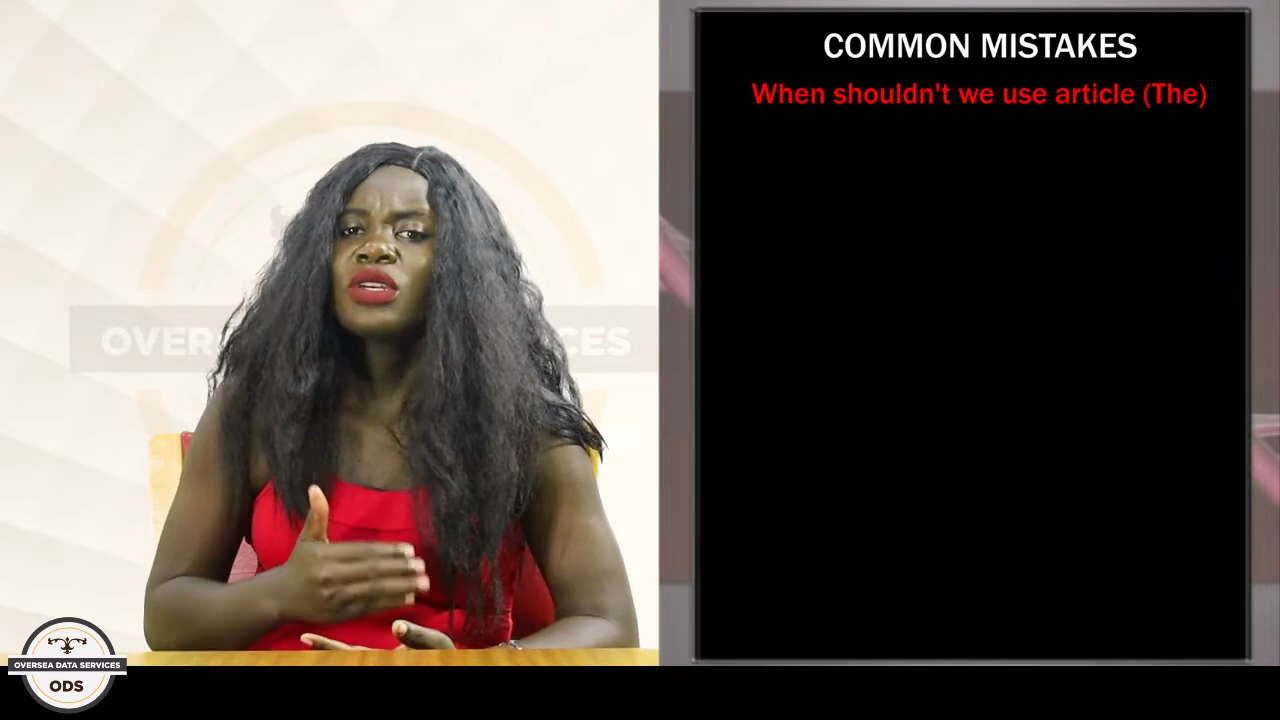 COMMON MISTAKES
When shouldn't we use article (The)
OVERSEA DATA SERVICES
ODS